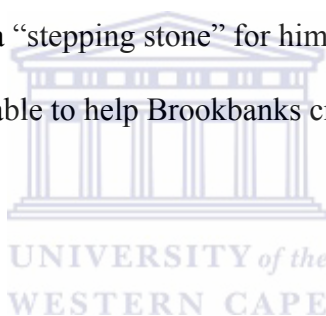 a “stepping stone” for him
able to help Brookbanks
UNIVERSITY of the
WESTERN CAPE